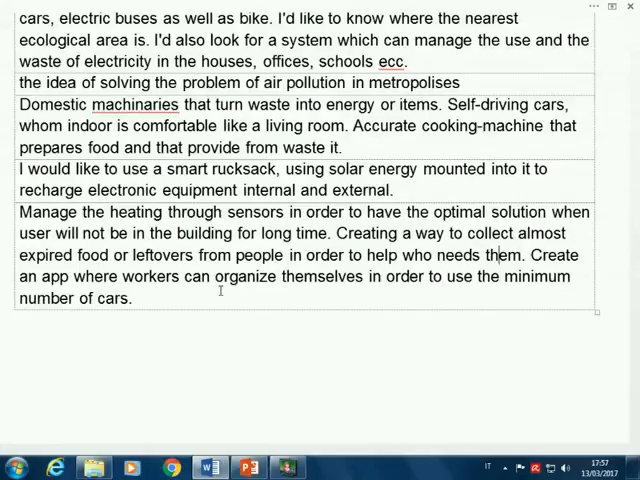 cars, electric buses as well as bike. I'd like to know where the nearest
ecological area is. I'd also look for a system which can manage the use and the
waste of electricity in the houses, offices, schools ecc.
the idea of solving the problem of air pollution in metropolises
Domestic machinaries that turn waste into energy or items. Self-driving cars,
whom indoor is comfortable like a living room. Accurate cooking-machine that
prepares food and that provide from waste it.
I would like to use a smart rucksack, using solar energy mounted into it to
recharge electronic equipment internal and external.
Manage the heating through sensors in order to have the optimal solution when
user will not be in the building for long time. Creating a way to collect almost
expired food or leftovers from people in order to help who needs them. Create
an app where workers can organize themselves in order to use the minimum
number of cars.
IT
17:57
13/03/2017